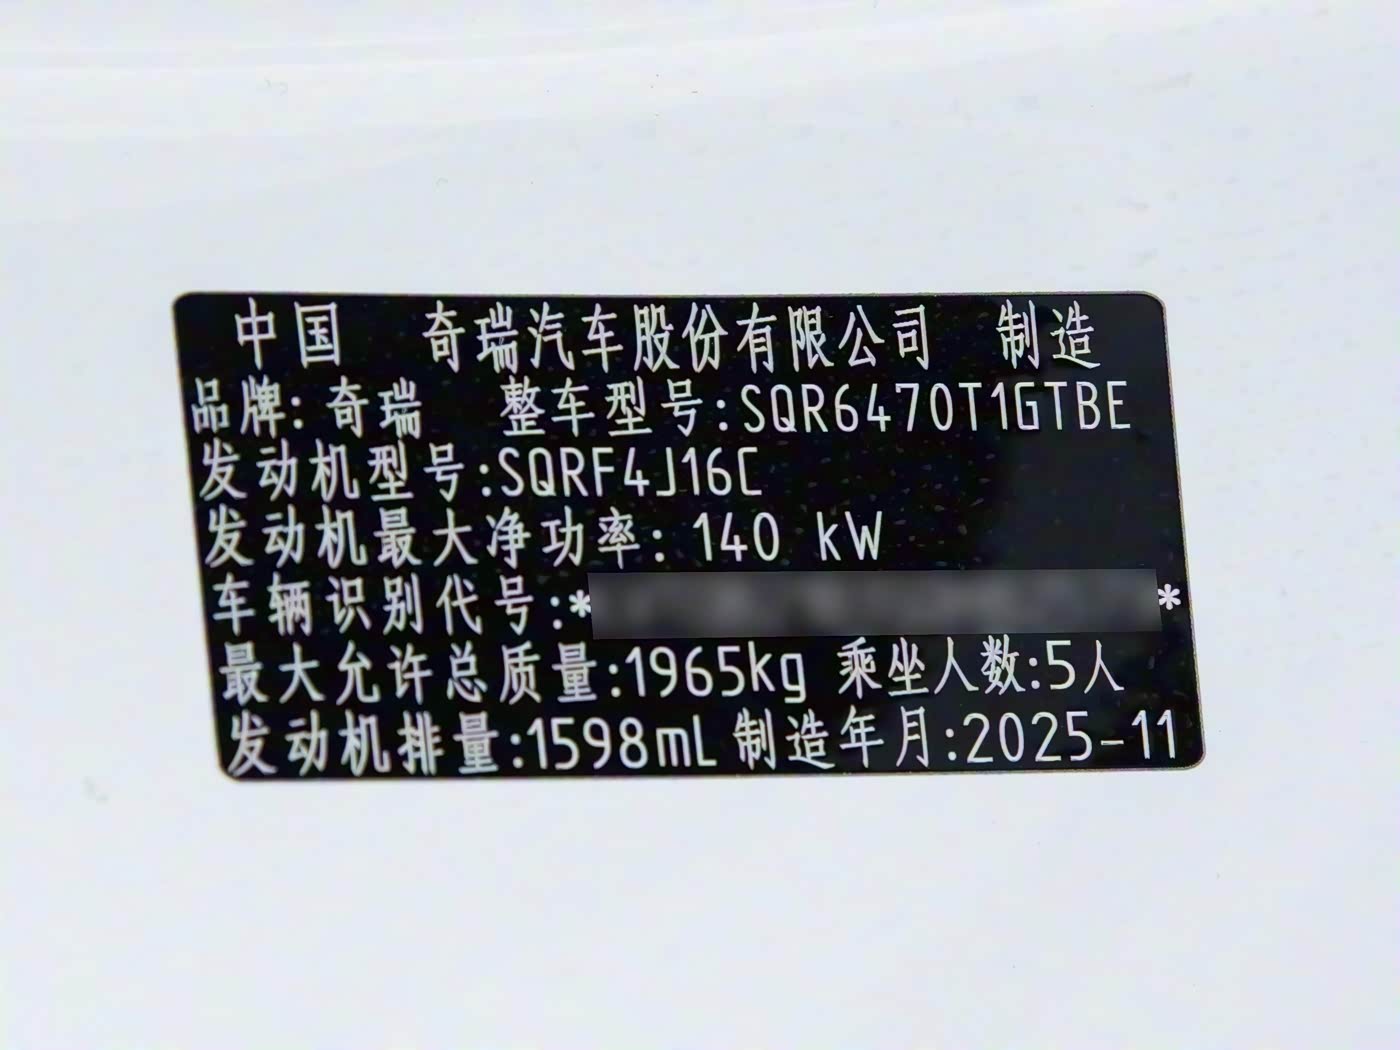 中国 奇瑞汽车股份有限公司 制造
品牌:奇瑞 整车型号:SQR6470T1GTBE
发动机型号:SQRF4J16C
发动机最大净功率:140 kW
车辆识别代号:* *
最大允许总质量:1965kg 乘坐人数:5人
发动机排量:1598mL 制造年月:2025-11